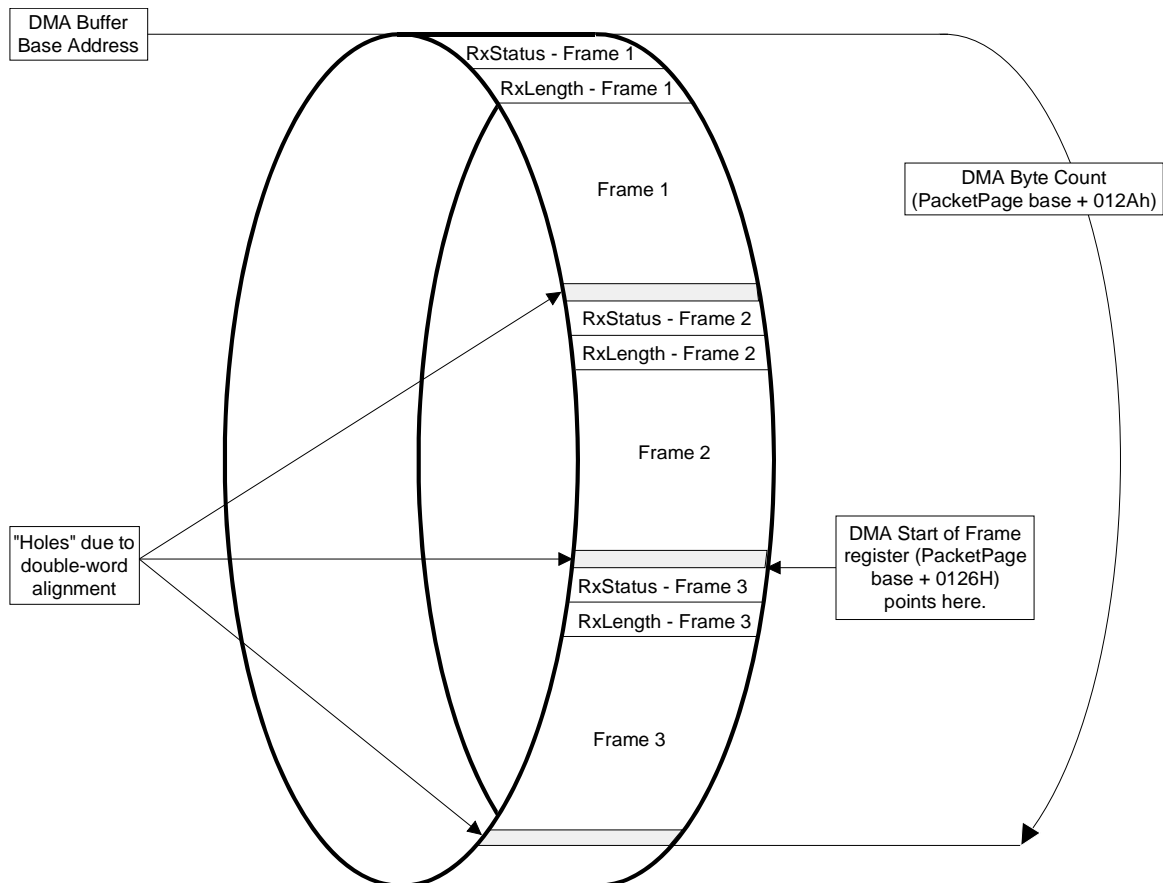 DMA Buffer
Base Address
RxStatus - Frame 1
RxLength - Frame 1
Frame 1
DMA Byte Count
(PacketPage base + 012Ah)
RxStatus - Frame 2
RxLength - Frame 2
Frame 2
"Holes" due to
double-word
alignment
DMA Start of Frame
register (PacketPage
base + 0126H)
points here.
RxStatus - Frame 3
RxLength - Frame 3
Frame 3